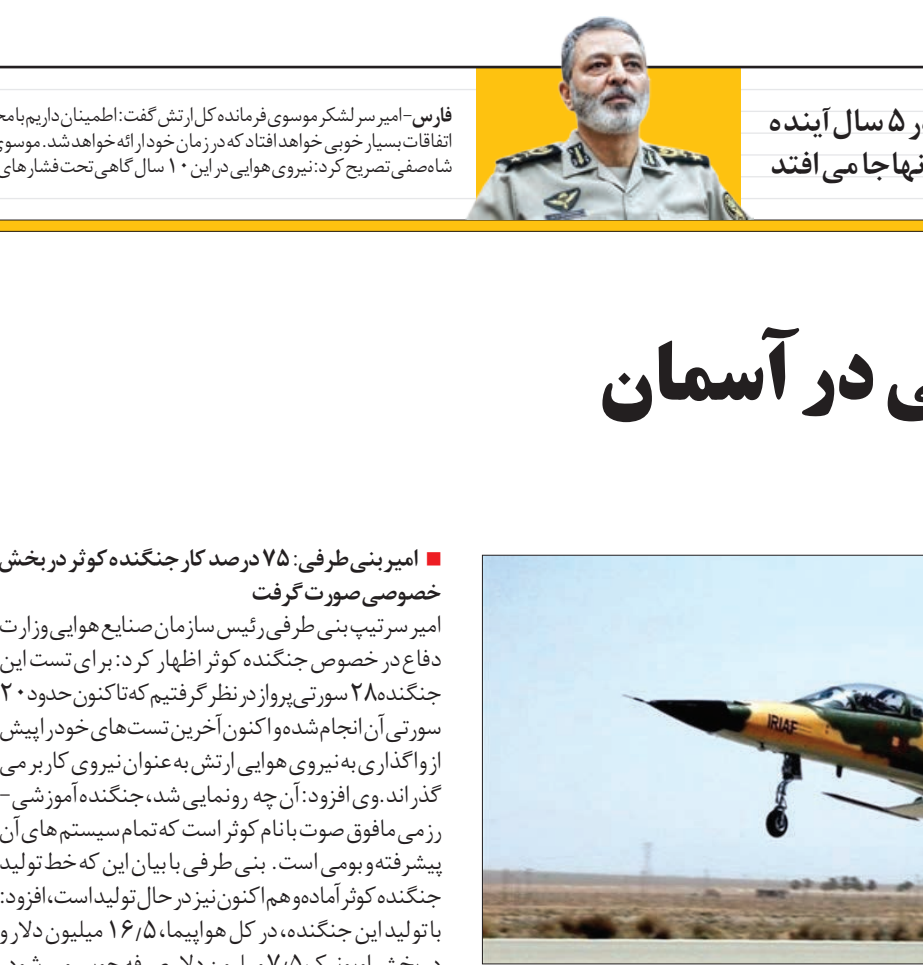 ر ۵ سال آینده
نهاجا می افتد
فارس-امیر سرلشکر موسوی فرمانده کل ارتش گفت: اطمینان داریم با
اتفاقات بسیار خوبی خواهد افتاد که در زمان خود ارائه خواهد شد. موسوی
شاه‌صفی تصریح کرد: نیروی هوایی در این ۱۰ سال گاهی تحت فشارهای
در آسمان
امیر بنی‌طرفی: ۷۵ درصد کار جنگنده کوثر در بخش
خصوصی صورت گرفت
امیر سرتیپ بنی طرفی رئیس سازمان صنایع هوایی وزارت
دفاع در خصوص جنگنده کوثر اظهار کرد: برای تست این
جنگنده ۲۸ سورتی پرواز در نظر گرفتیم که تاکنون حدود ۲۰
سورتی آن انجام شده و اکنون آخرین تست‌های خود را پیش
از واگذاری به نیروی هوایی ارتش به عنوان نیروی کاربر می
گذراند. وی افزود: آن چه رونمایی شد، جنگنده آموزشی -
رزمی مافوق صوت با نام کوثر است که تمام سیستم های آن
پیشرفته و بومی است. بنی طرفی با بیان این که خط تولید
جنگنده کوثر آماده و هم اکنون نیز در حال تولید است، افزود:
با تولید این جنگنده، در کل هواپیما، ۱۶٫۵ میلیون دلار و
IRIAF